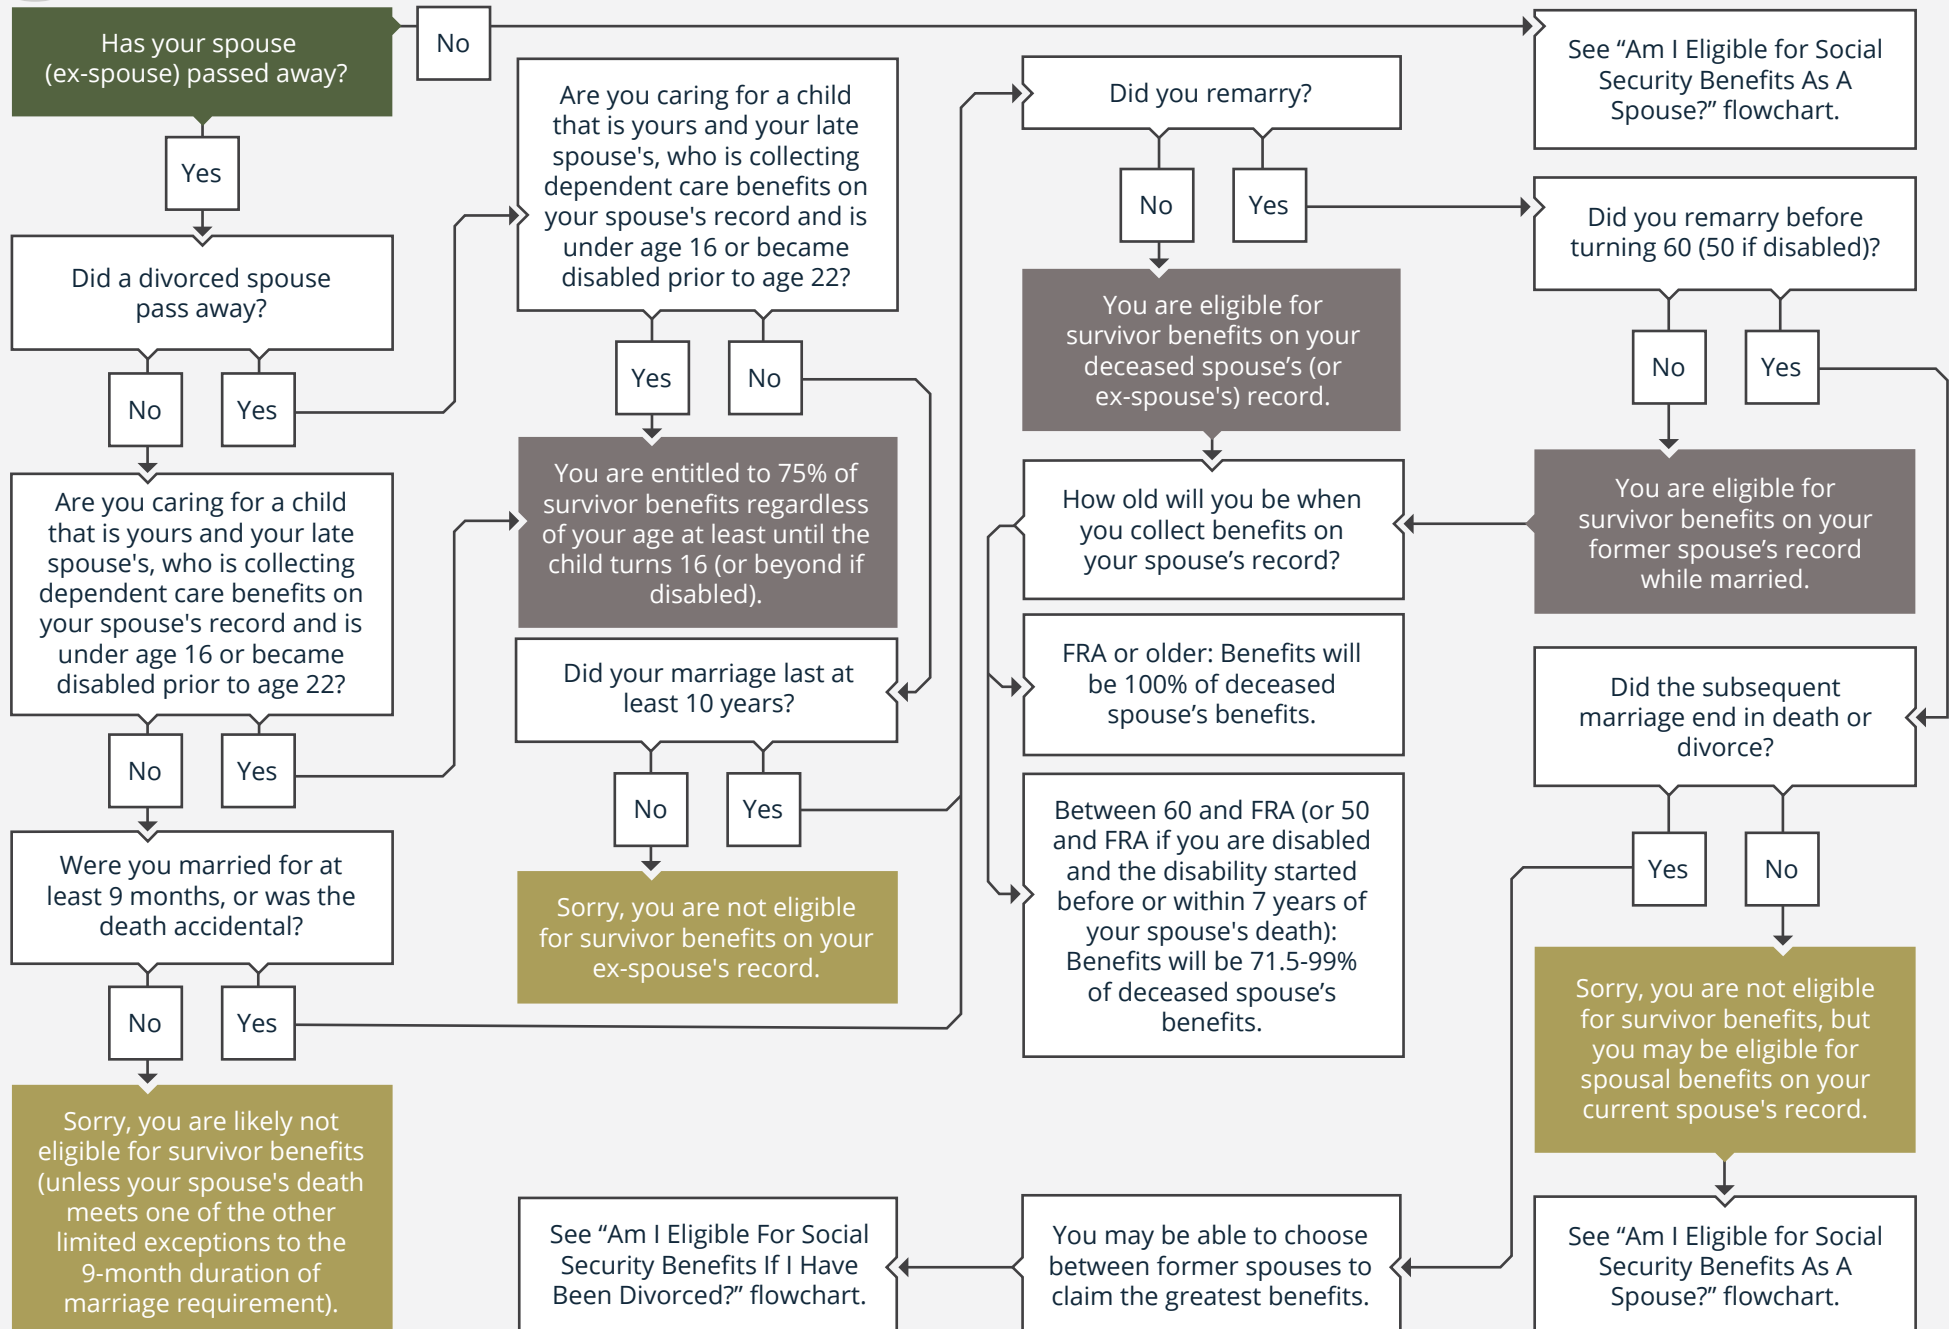 Has your spouse
(ex-spouse) passed away?
No
Yes
Did a divorced spouse
pass away?
No
Yes
Are you caring for a child
that is yours and your late
spouse's, who is collecting
dependent care benefits on
your spouse's record and is
under age 16 or became
disabled prior to age 22?
No
Yes
Were you married for at
least 9 months, or was the
death accidental?
No
Yes
Sorry, you are likely not
eligible for survivor benefits
(unless your spouse's death
meets one of the other
limited exceptions to the
9-month duration of
marriage requirement).
Are you caring for a child
that is yours and your late
spouse's, who is collecting
dependent care benefits on
your spouse's record and is
under age 16 or became
disabled prior to age 22?
Yes
No
You are entitled to 75% of
survivor benefits regardless
of your age at least until the
child turns 16 (or beyond if
disabled).
Did your marriage last at
least 10 years?
No
Yes
Sorry, you are not eligible
for survivor benefits on your
ex-spouse's record.
See “Am I Eligible For Social
Security Benefits If I Have
Been Divorced?” flowchart.
Did you remarry?
No
Yes
You are eligible for
survivor benefits on your
deceased spouse’s (or
ex-spouse's) record.
How old will you be when
you collect benefits on
your spouse’s record?
FRA or older: Benefits will
be 100% of deceased
spouse’s benefits.
Between 60 and FRA (or 50
and FRA if you are disabled
and the disability started
before or within 7 years of
your spouse's death):
Benefits will be 71.5-99%
of deceased spouse’s
benefits.
You may be able to choose
between former spouses to
claim the greatest benefits.
See “Am I Eligible for Social
Security Benefits As A
Spouse?” flowchart.
Did you remarry before
turning 60 (50 if disabled)?
No
Yes
You are eligible for
survivor benefits on your
former spouse’s record
while married.
Did the subsequent
marriage end in death or
divorce?
Yes
No
Sorry, you are not eligible
for survivor benefits, but
you may be eligible for
spousal benefits on your
current spouse's record.
See “Am I Eligible for Social
Security Benefits As A
Spouse?” flowchart.